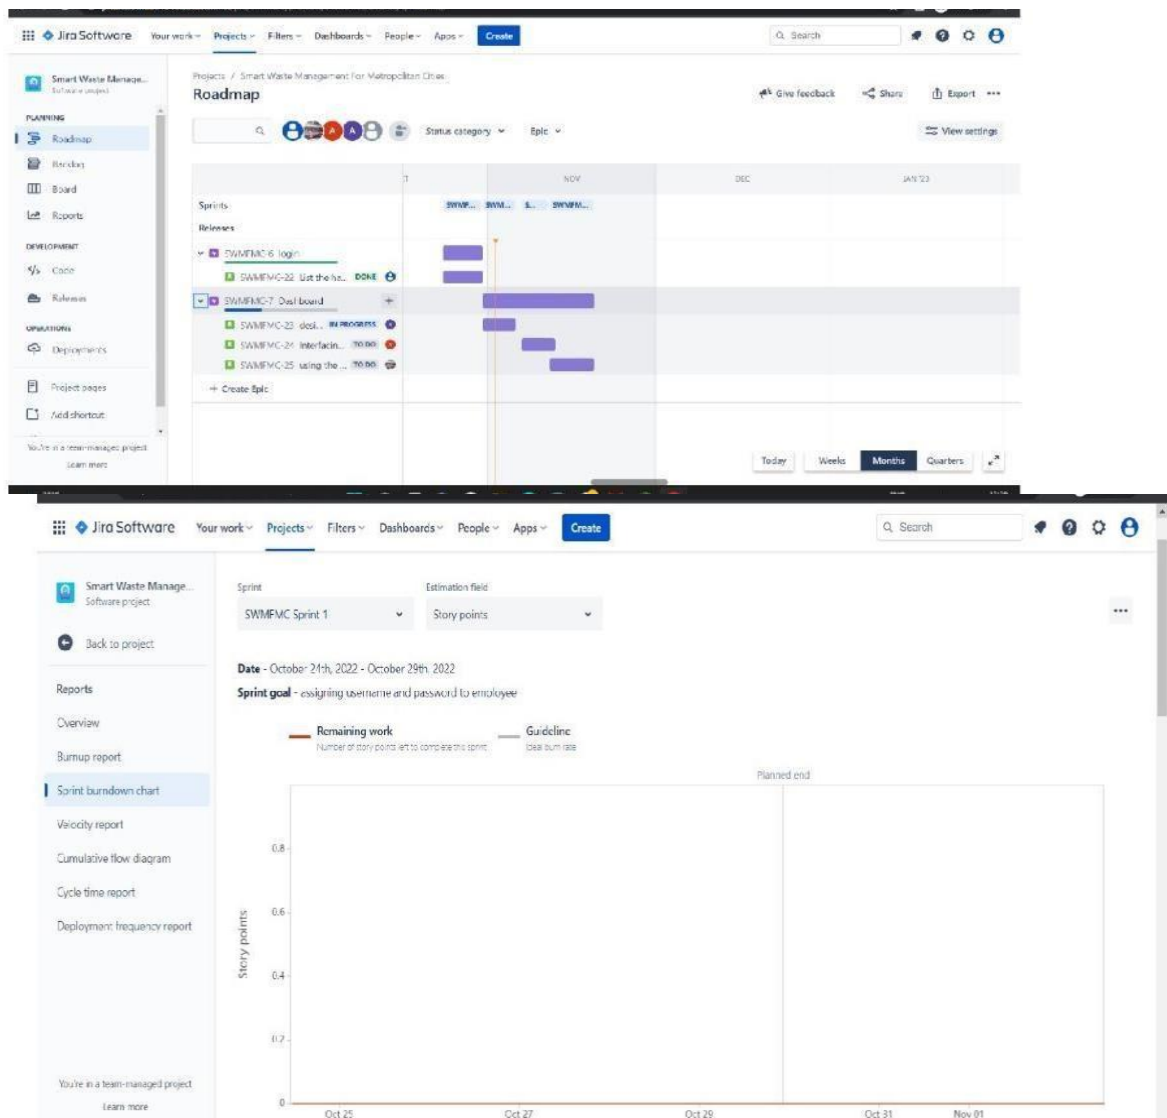 Jira Software Your work Projects Filters Dashboards People Apps Create Search
Smart Waste Manage...
Software project
Projects / Smart Waste Management For Metropolitan Cities
Roadmap
Give feedback Share Export
PLANNING
Roadmap
Status category Epic
View settings
Backlog
Board
Reports
T NOV DEC JAN '23
Sprints
SWMF... SWM... S... SWMFM...
Releases
DEVELOPMENT
Code
Releases
OPERATIONS
Deployments
SWMFMC-6 login
SWMFMC-22 List the ha... DONE
SWMFMC-7 Dashboard
SWMFMC-23 desi... IN PROGRESS A
SWMFMC-24 Interfacin... TO DO
SWMFMC-25 using the ... TO DO
+ Create Epic
Project pages
Add shortcut
You're in a team-managed project
Learn more
Today Weeks Months Quarters
Jira Software Your work Projects Filters Dashboards People Apps Create Search
Smart Waste Manage...
Software project
Back to project
Reports
Overview
Burnup report
Sprint burndown chart
Velocity report
Cumulative flow diagram
Cycle time report
Deployment frequency report
You're in a team-managed project
Learn more
Sprint Estimation field
SWMFMC Sprint 1 Story points
Date - October 24th, 2022 - October 29th, 2022
Sprint goal - assigning username and password to employee
Remaining work Guideline
Number of story points left to complete this sprint Ideal burn rate
Planned end
Story points
0.8
0.6
0.4
0.2
0
Oct 25 Oct 27 Oct 29 Oct 31 Nov 01